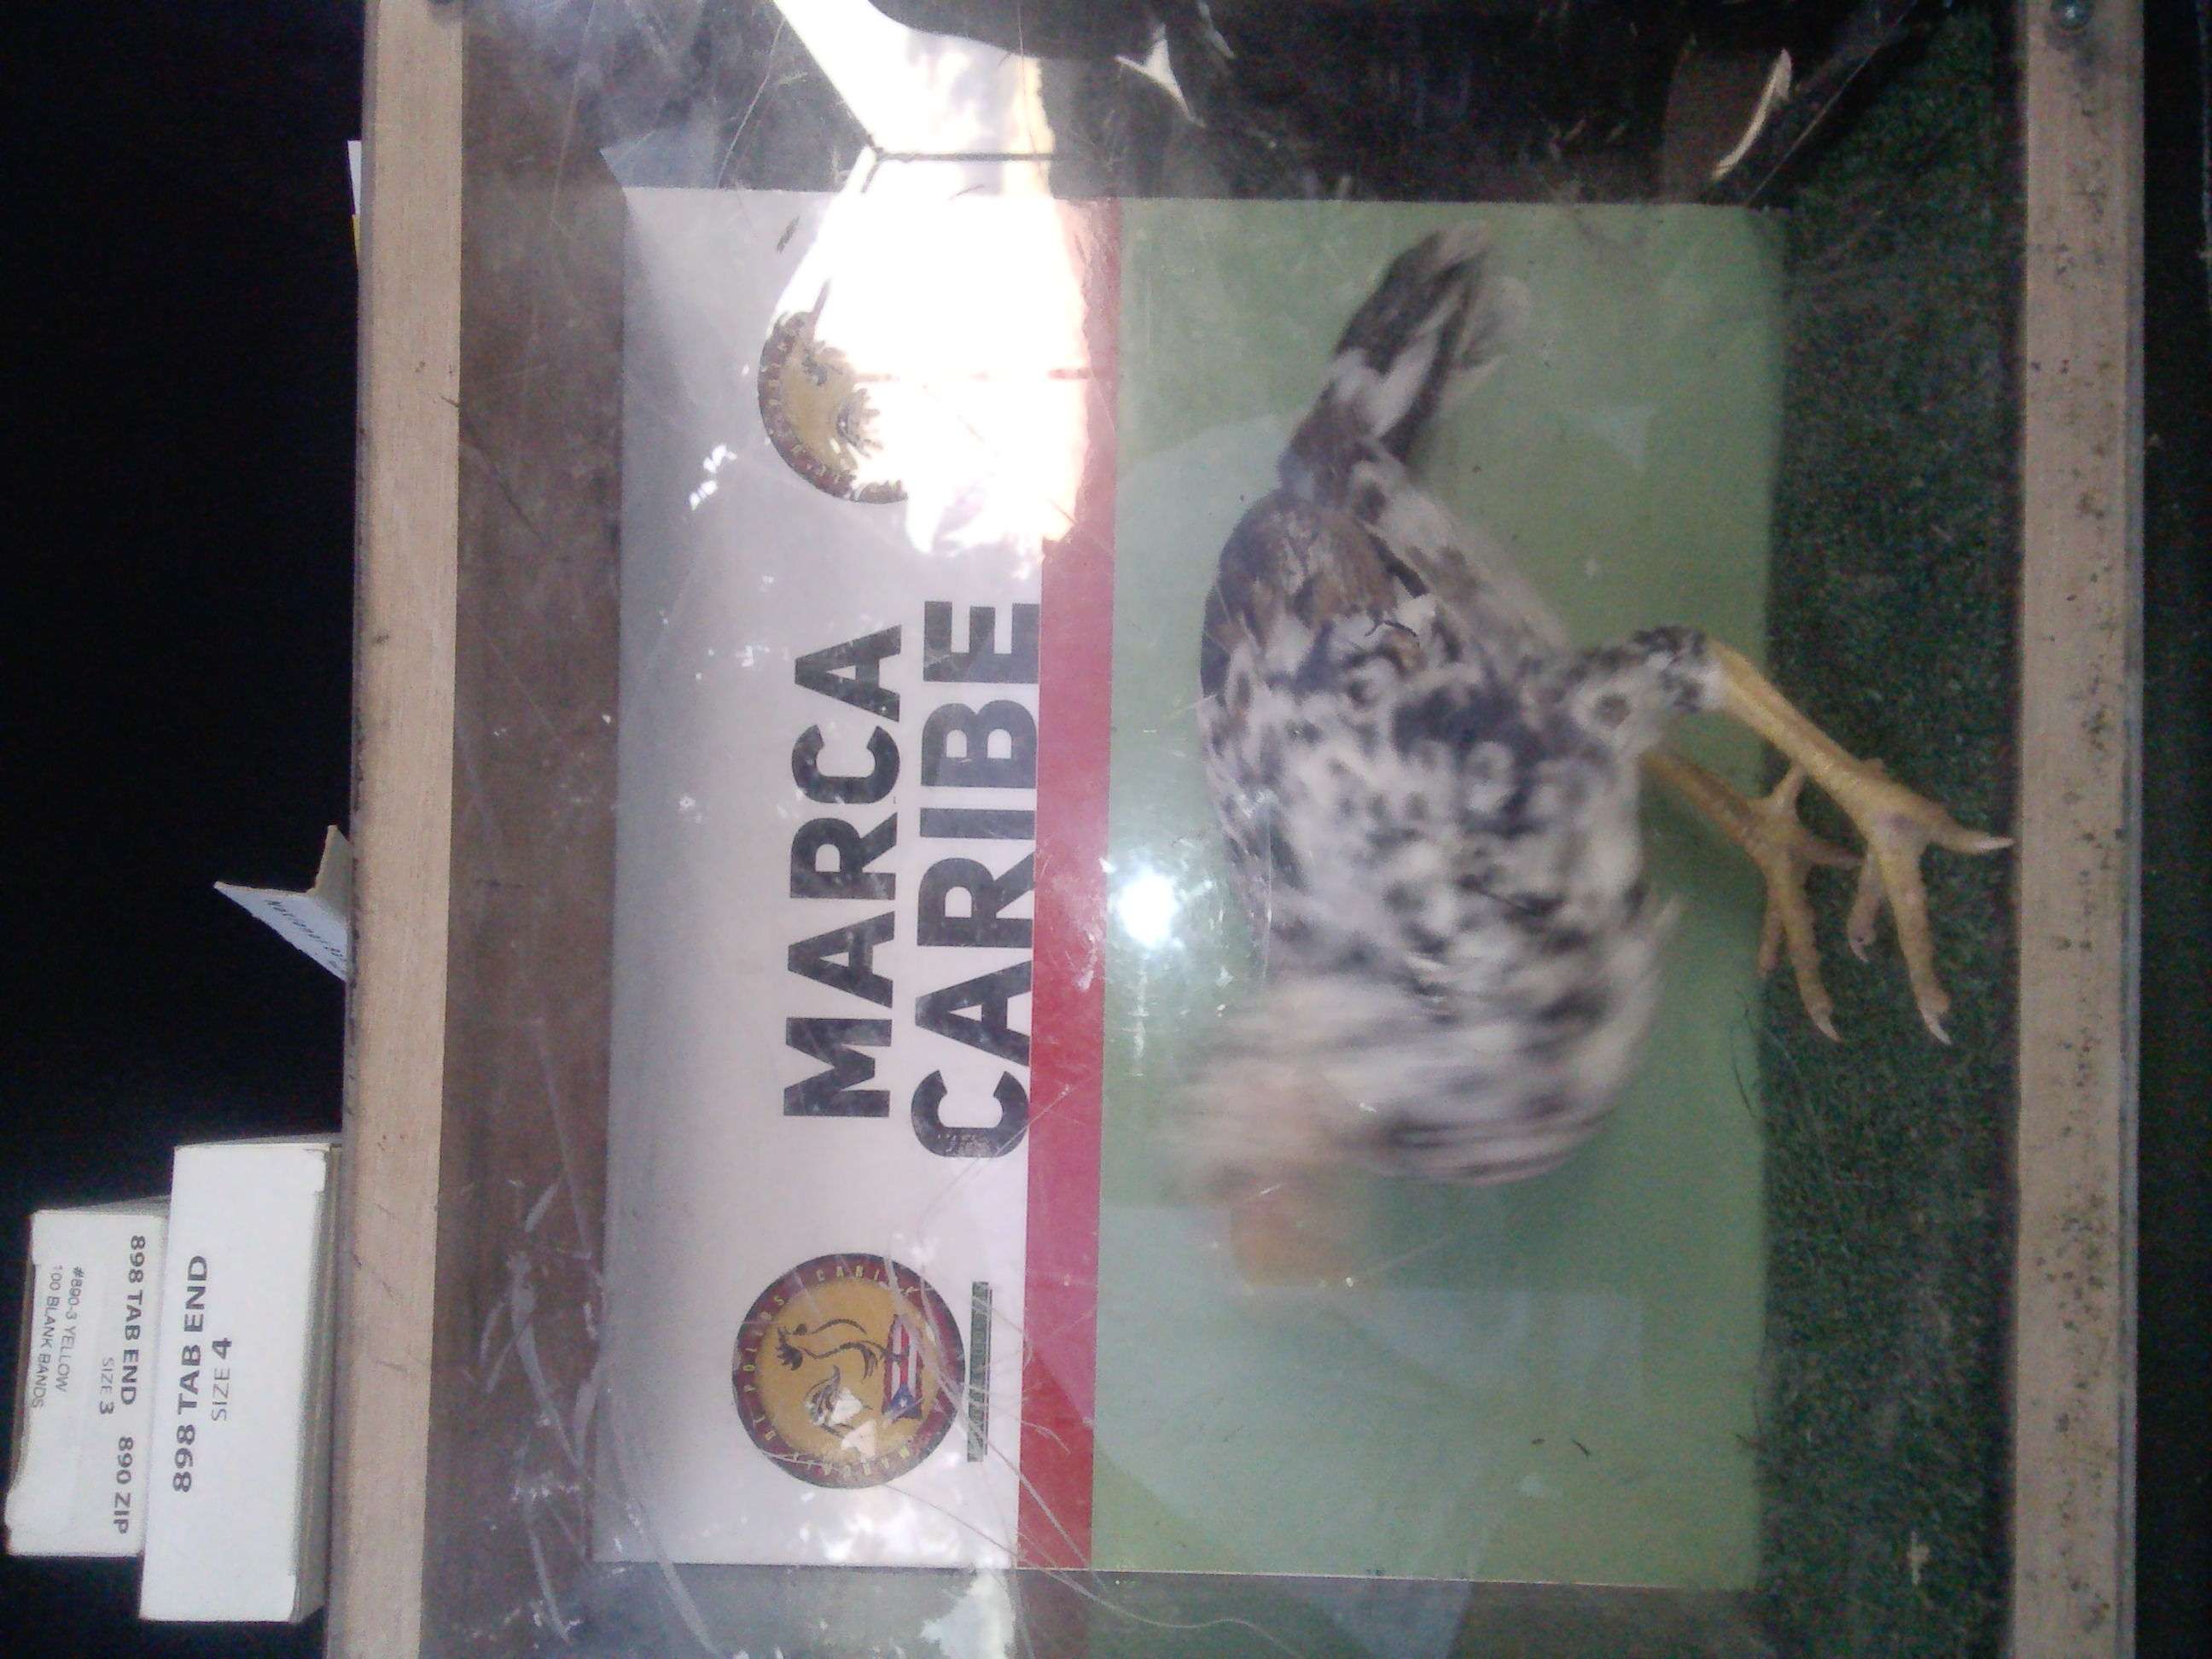 MARCA
CARIBE
898 TAB END
SIZE 4
898 TAB END 890 ZIP
SIZE 3
#890-3 YELLOW
100 BLANK BANDS